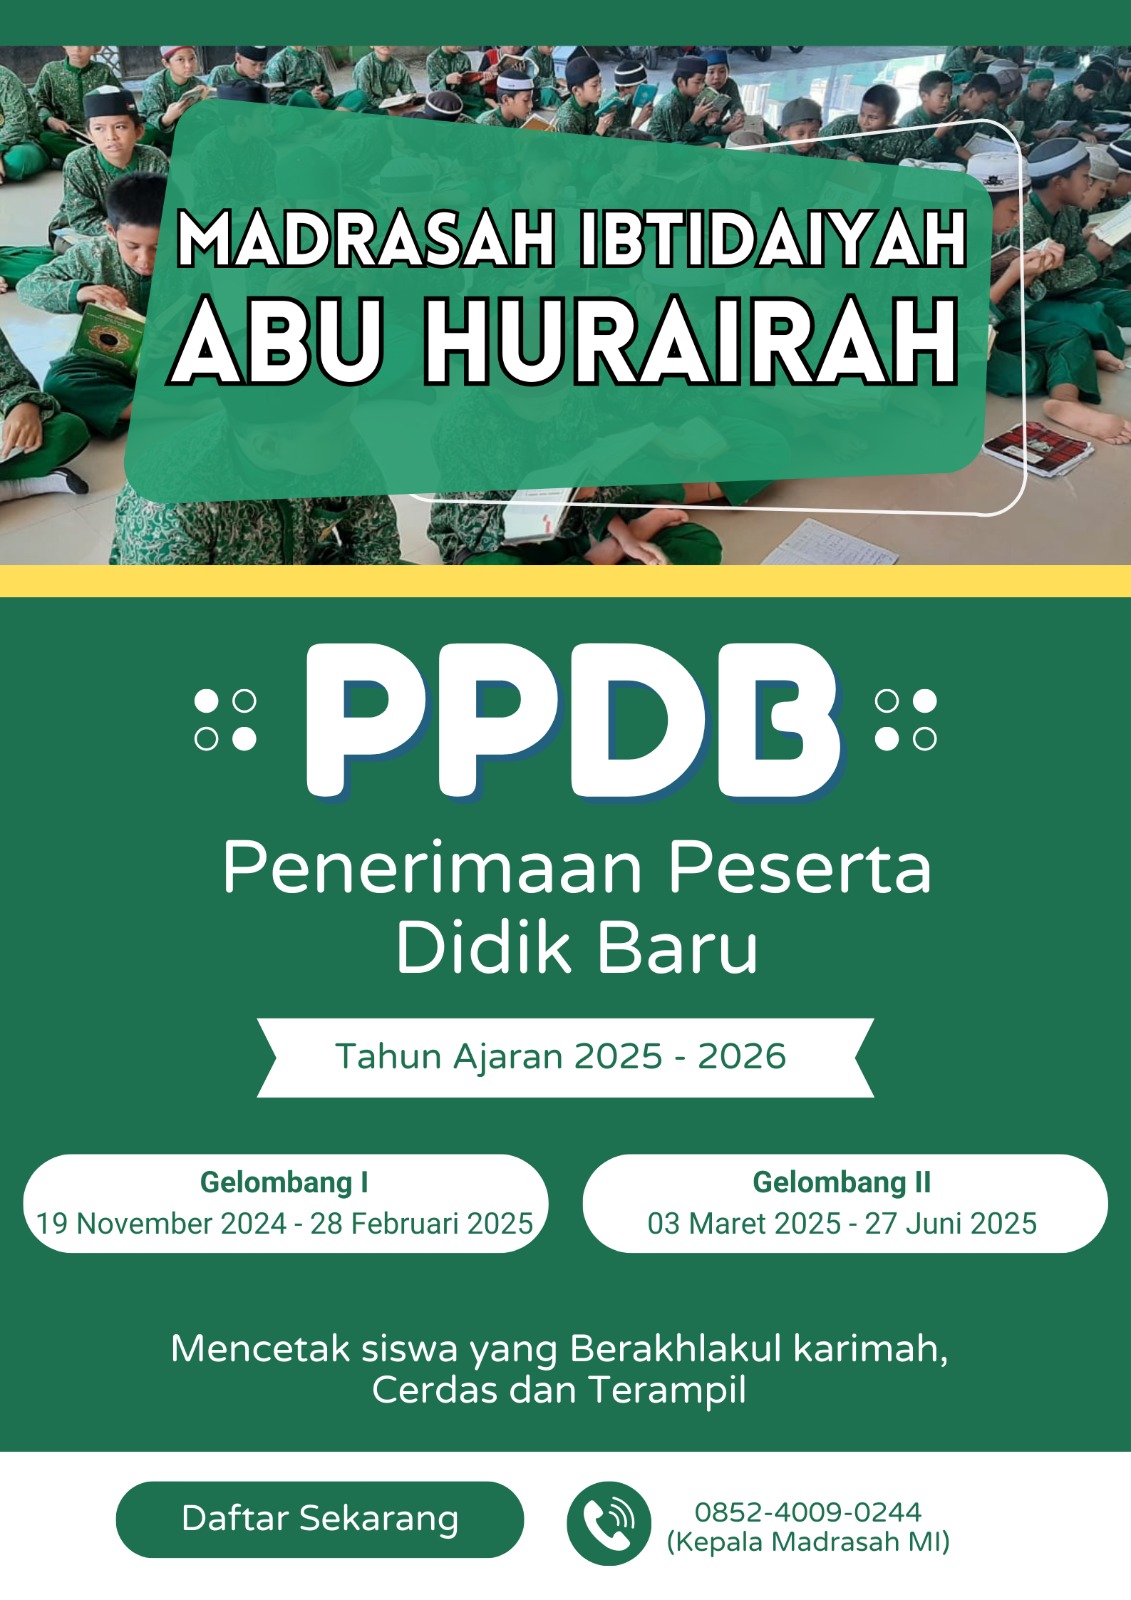 MADRASAH IBTIDAIYAH
ABU HURAIRAH
PPDB
Penerimaan Peserta
Didik Baru
Tahun Ajaran 2025 - 2026
Gelombang I
19 November 2024 - 28 Februari 2025
Gelombang II
03 Maret 2025 - 27 Juni 2025
Mencetak siswa yang Berakhlakul karimah,
Cerdas dan Terampil
Daftar Sekarang
0852-4009-0244
(Kepala Madrasah MI)